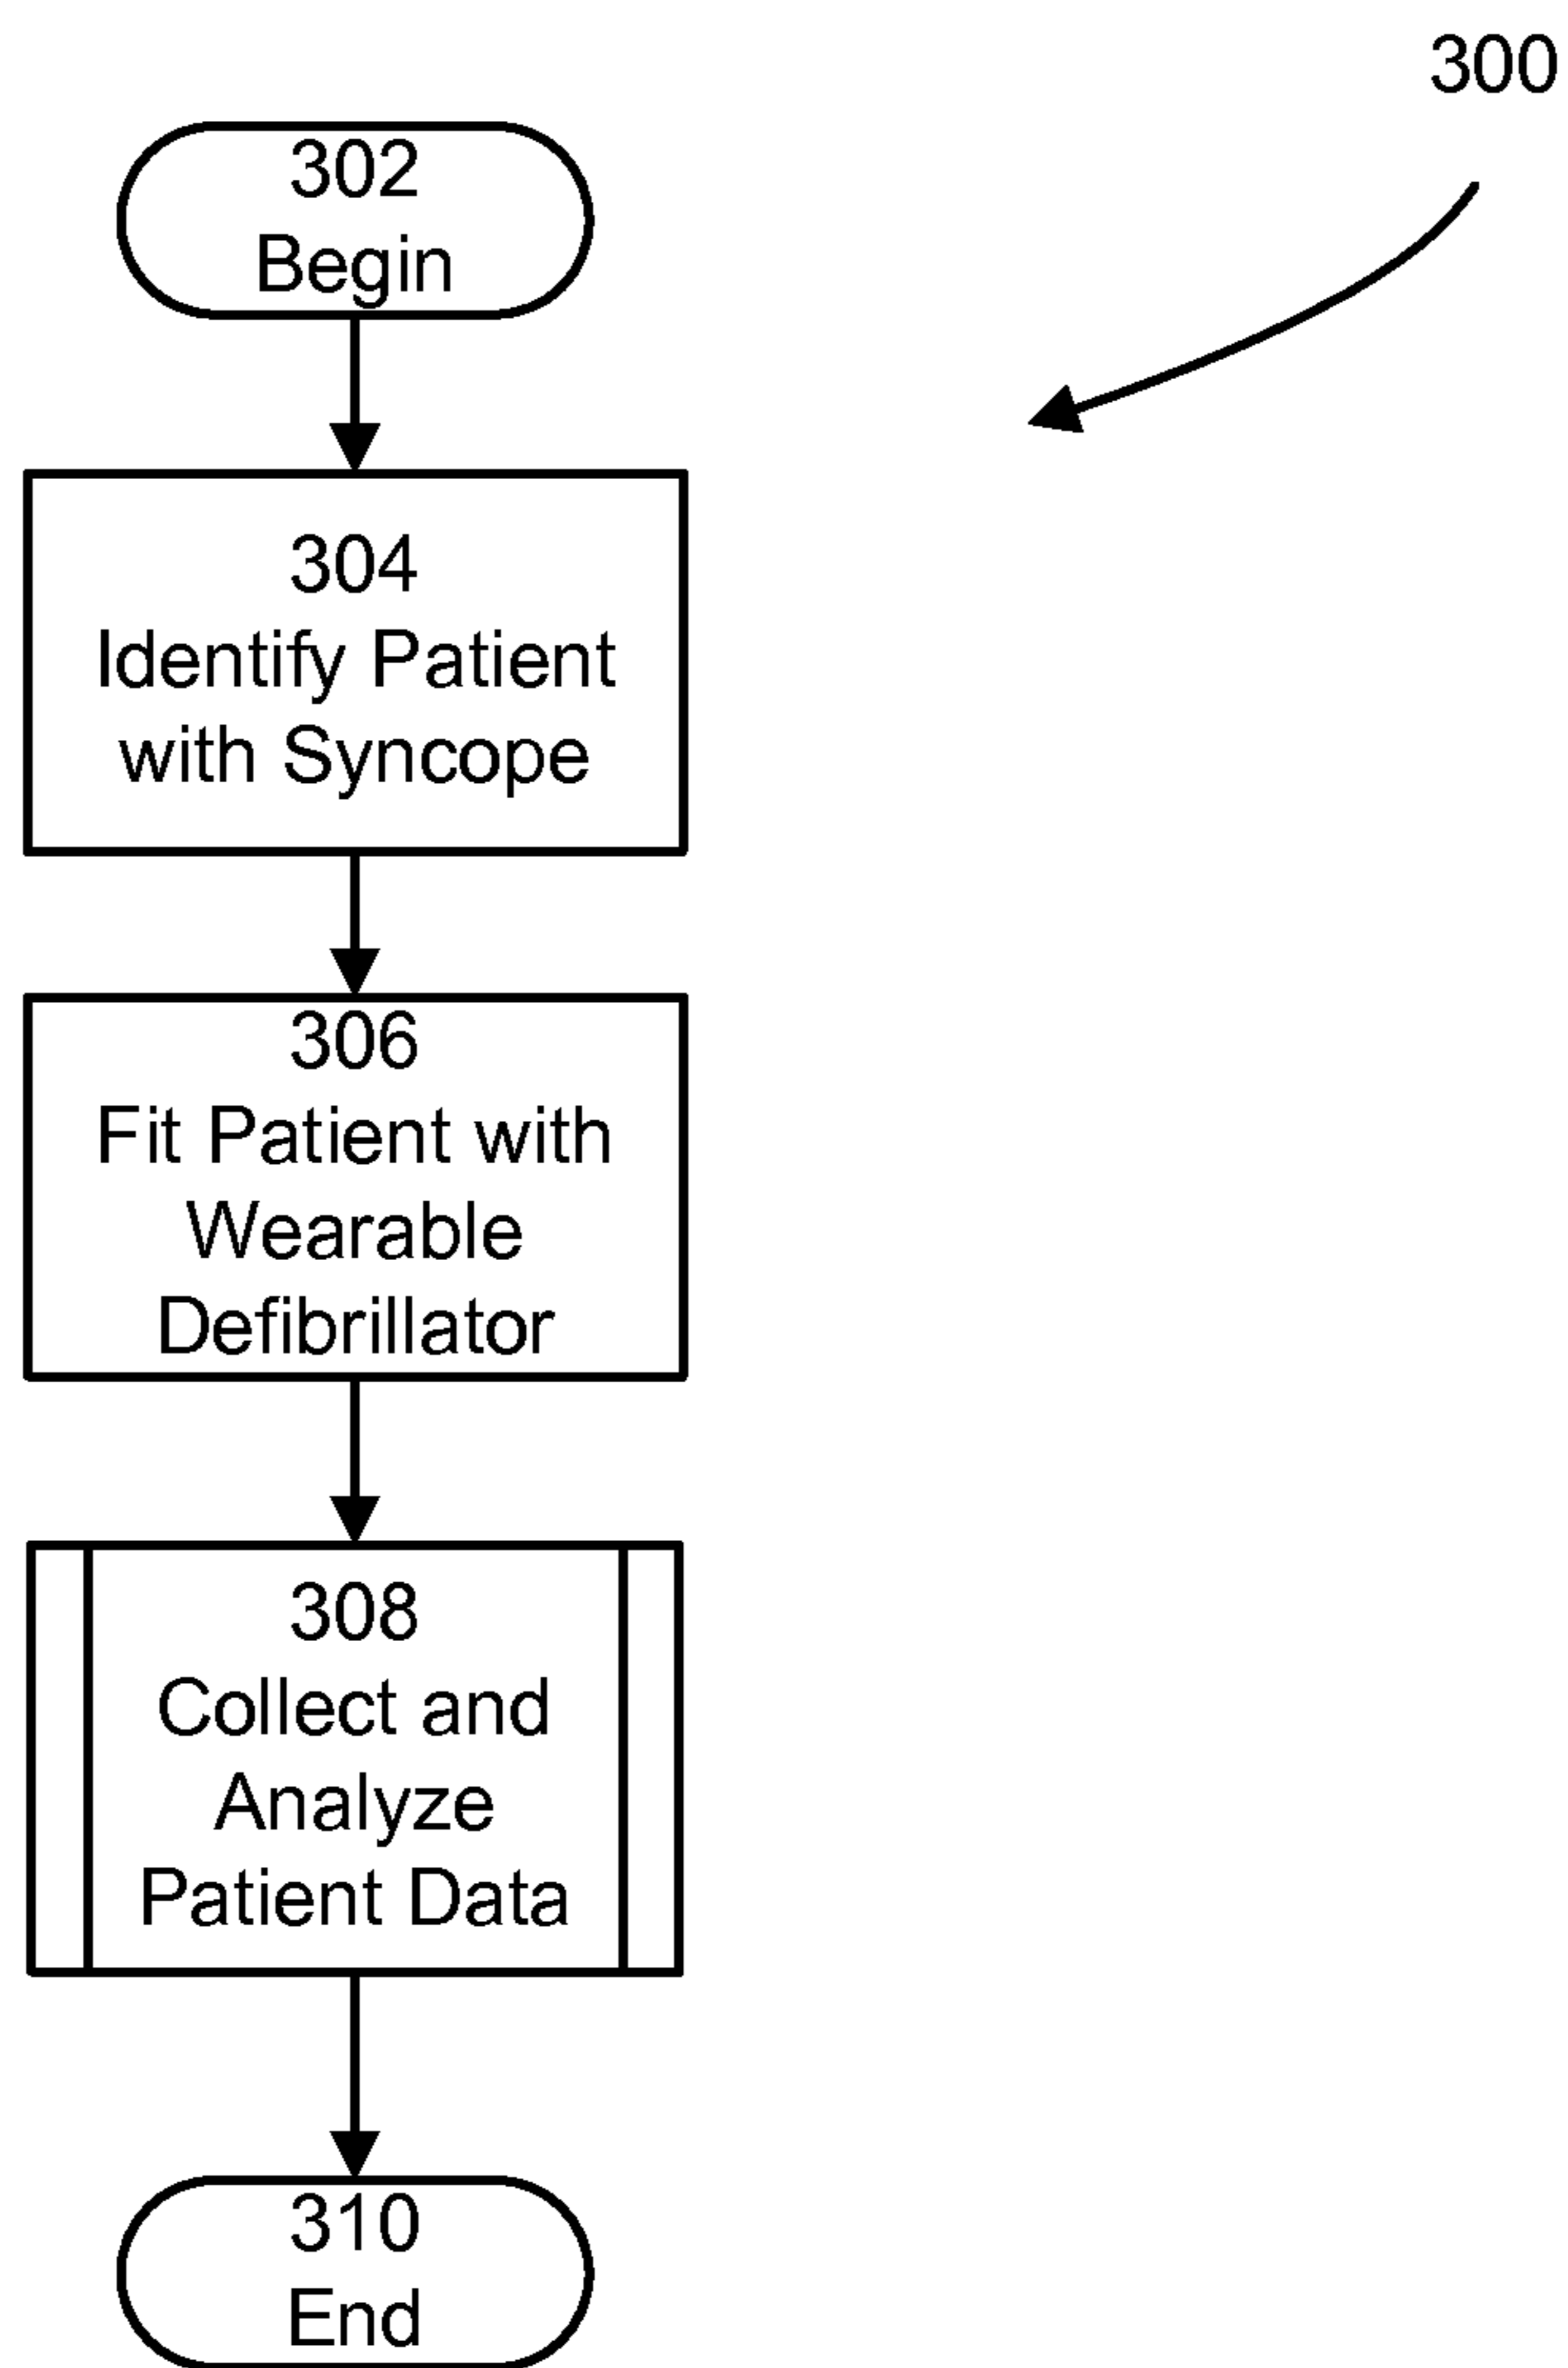 300
302
Begin
304
Identify Patient
with Syncope
306
Fit Patient with
Wearable
Defibrillator
308
Collect and
Analyze
Patient Data
310
End